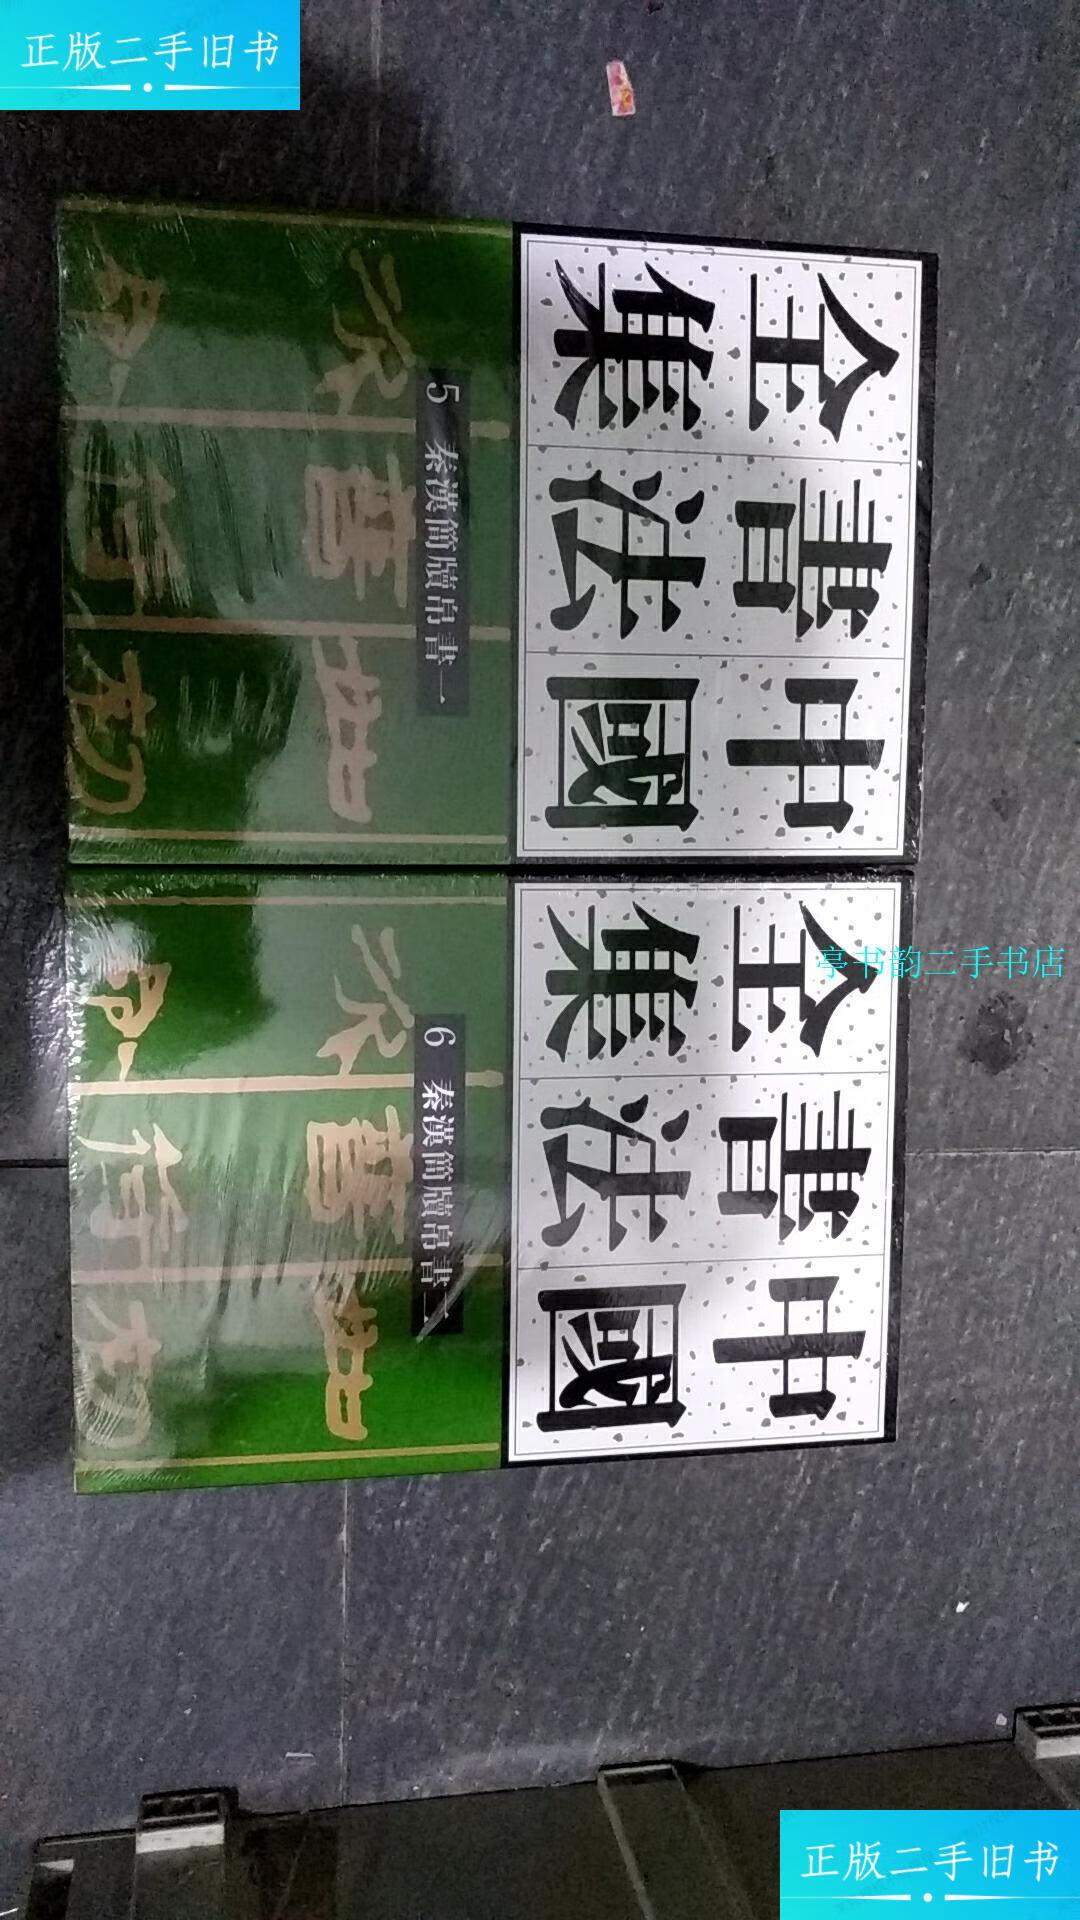 正版二手旧书
中國
書法
全集
5 秦漢簡牘帛書一
中國
書法
全集
6 秦漢簡牘帛書二
亭书韵二手书店
正版二手旧书